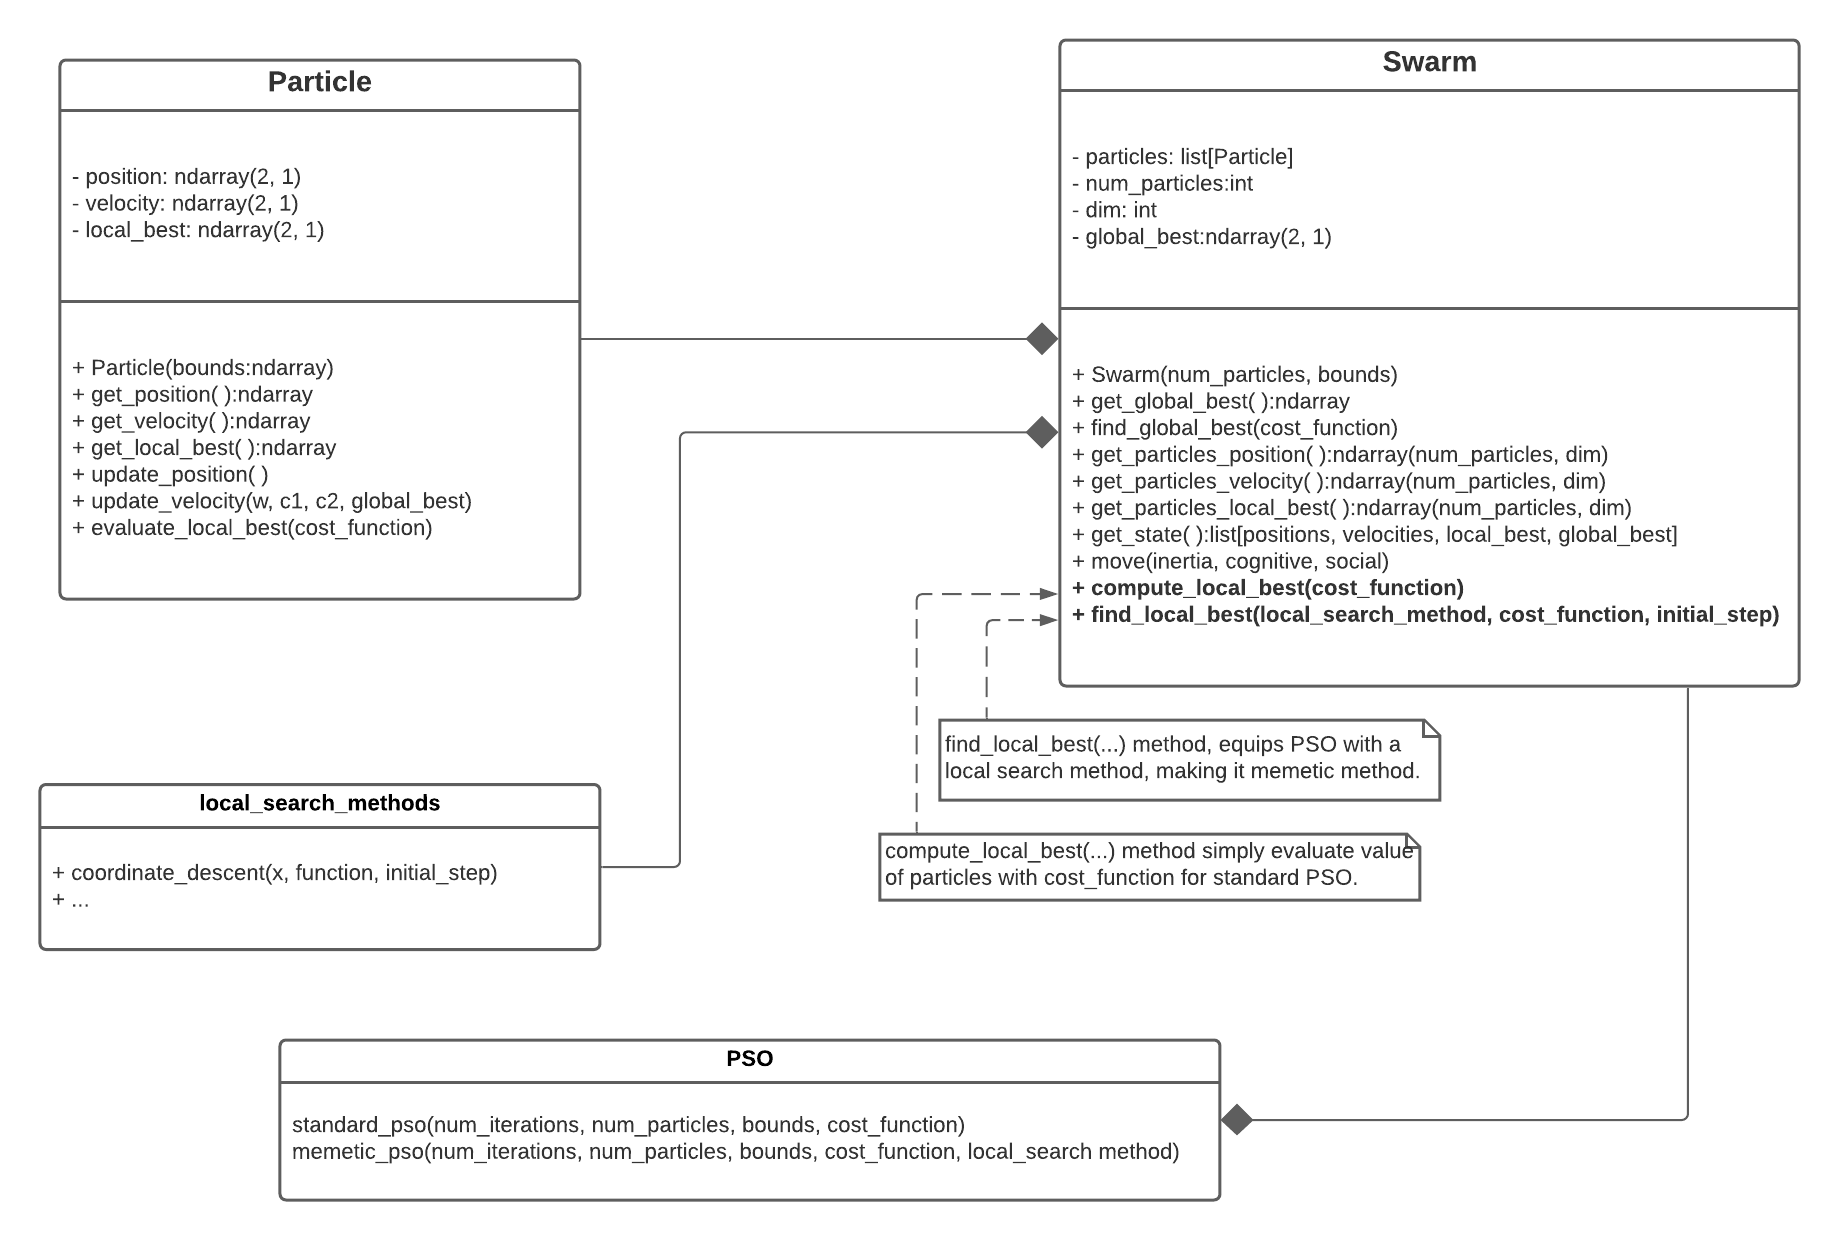 Particle
- position: ndarray(2, 1)
- velocity: ndarray(2, 1)
- local_best: ndarray(2, 1)
+ Particle(bounds:ndarray)
+ get_position( ):ndarray
+ get_velocity( ):ndarray
+ get_local_best( ):ndarray
+ update_position( )
+ update_velocity(w, c1, c2, global_best)
+ evaluate_local_best(cost_function)
Swarm
- particles: list[Particle]
- num_particles:int
- dim: int
- global_best:ndarray(2, 1)
+ Swarm(num_particles, bounds)
+ get_global_best( ):ndarray
+ find_global_best(cost_function)
+ get_particles_position( ):ndarray(num_particles, dim)
+ get_particles_velocity( ):ndarray(num_particles, dim)
+ get_particles_local_best( ):ndarray(num_particles, dim)
+ get_state( ):list[positions, velocities, local_best, global_best]
+ move(inertia, cognitive, social)
+ compute_local_best(cost_function)
+ find_local_best(local_search_method, cost_function, initial_step)
find_local_best(...) method, equips PSO with a
local search method, making it memetic method.
compute_local_best(...) method simply evaluate value
of particles with cost_function for standard PSO.
local_search_methods
+ coordinate_descent(x, function, initial_step)
+ ...
PSO
standard_pso(num_iterations, num_particles, bounds, cost_function)
memetic_pso(num_iterations, num_particles, bounds, cost_function, local_search method)